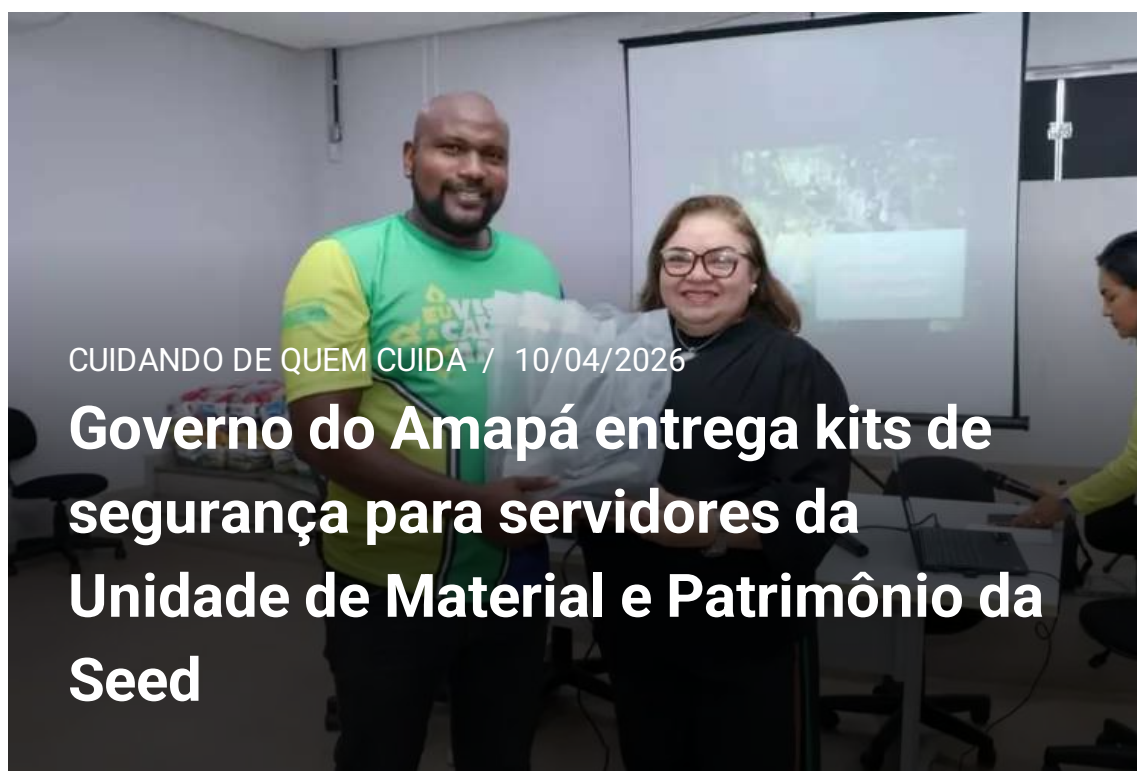 CUIDANDO DE QUEM CUIDA / 10/04/2026
Governo do Amapá entrega kits de
segurança para servidores da
Unidade de Material e Patrimônio da
Seed
EU